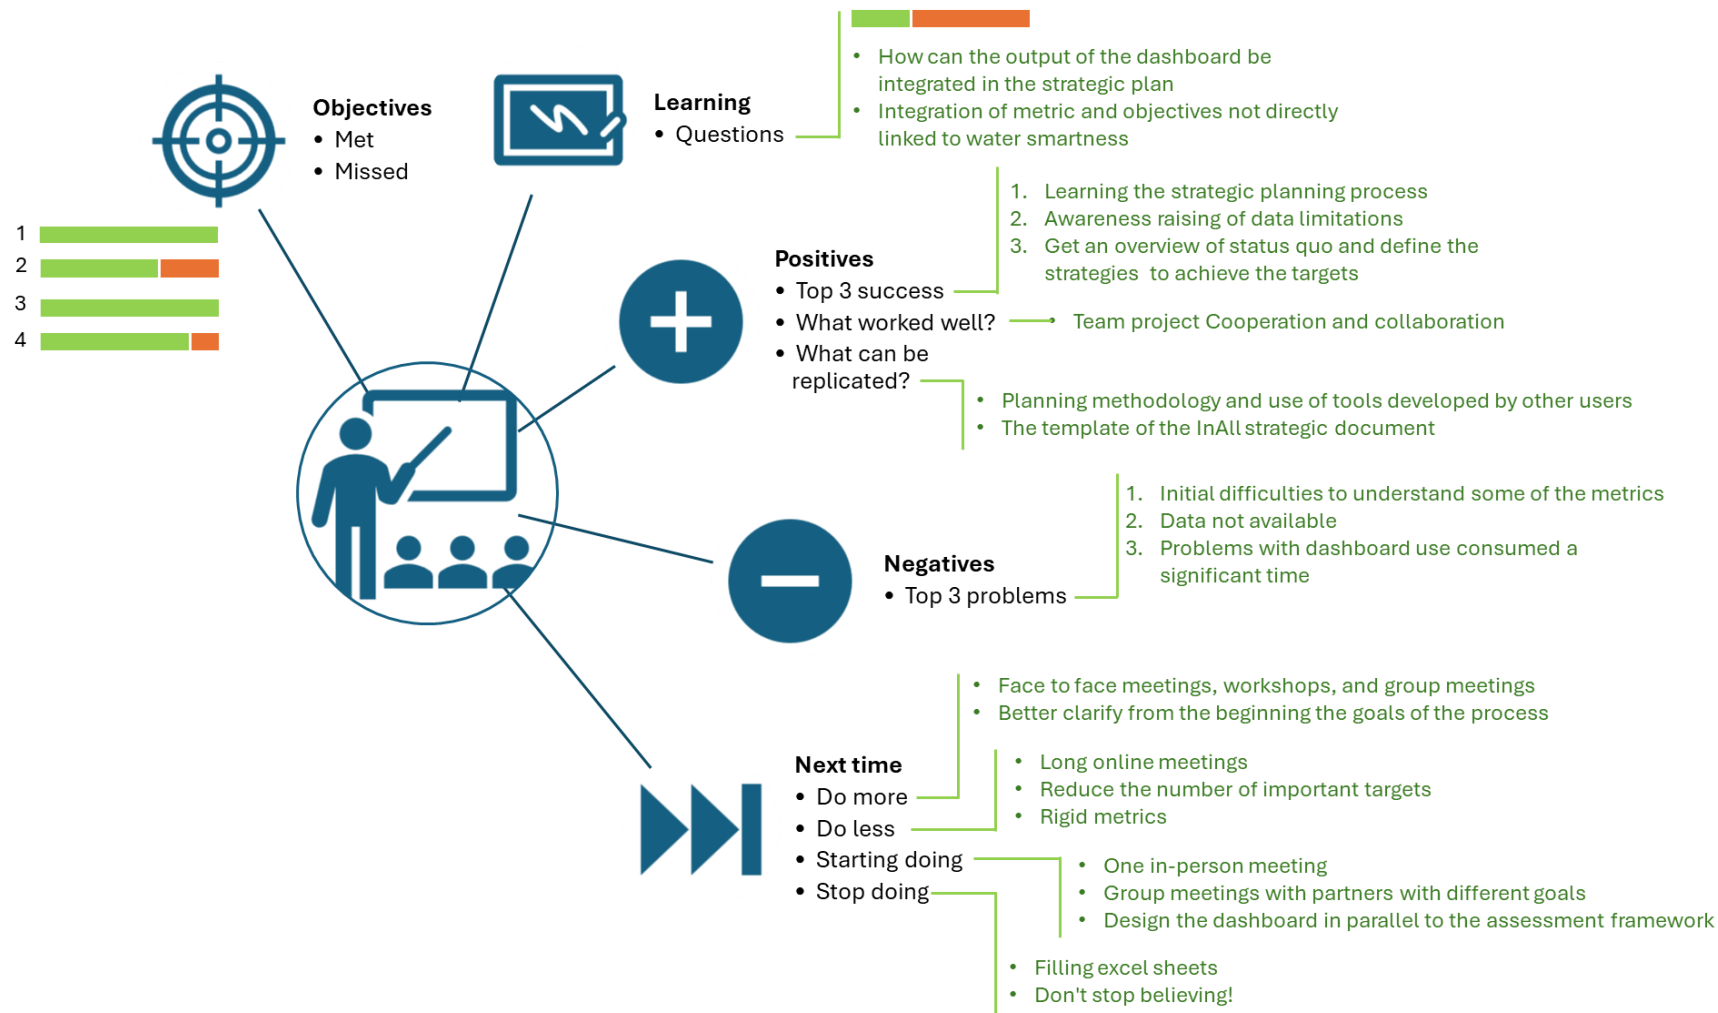 Objectives
• Met
• Missed
1
2
3
4
Learning
• Questions
• How can the output of the dashboard be
integrated in the strategic plan
• Integration of metric and objectives not directly
linked to water smartness
Positives
• Top 3 success
• What worked well?
• What can be
replicated?
1. Learning the strategic planning process
2. Awareness raising of data limitations
3. Get an overview of status quo and define the
strategies to achieve the targets
• Team project Cooperation and collaboration
• Planning methodology and use of tools developed by other users
• The template of the InAll strategic document
Negatives
• Top 3 problems
1. Initial difficulties to understand some of the metrics
2. Data not available
3. Problems with dashboard use consumed a
significant time
Next time
• Do more
• Do less
• Starting doing
• Stop doing
• Face to face meetings, workshops, and group meetings
• Better clarify from the beginning the goals of the process
• Long online meetings
• Reduce the number of important targets
• Rigid metrics
• One in-person meeting
• Group meetings with partners with different goals
• Design the dashboard in parallel to the assessment framework
• Filling excel sheets
• Don't stop believing!